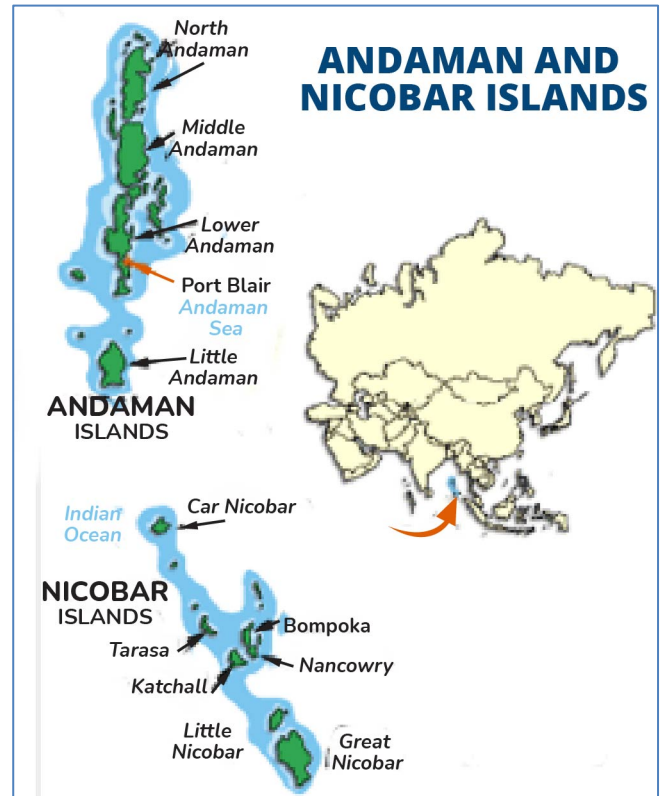 ANDAMAN AND
NICOBAR ISLANDS
North
Andaman
Middle
Andaman
Lower
Andaman
Port Blair
Andaman
Sea
Little
Andaman
ANDAMAN
ISLANDS
Indian
Ocean
Car Nicobar
NICOBAR
ISLANDS
Bompoka
Tarasa
Nancowry
Katchall
Little
Nicobar
Great
Nicobar